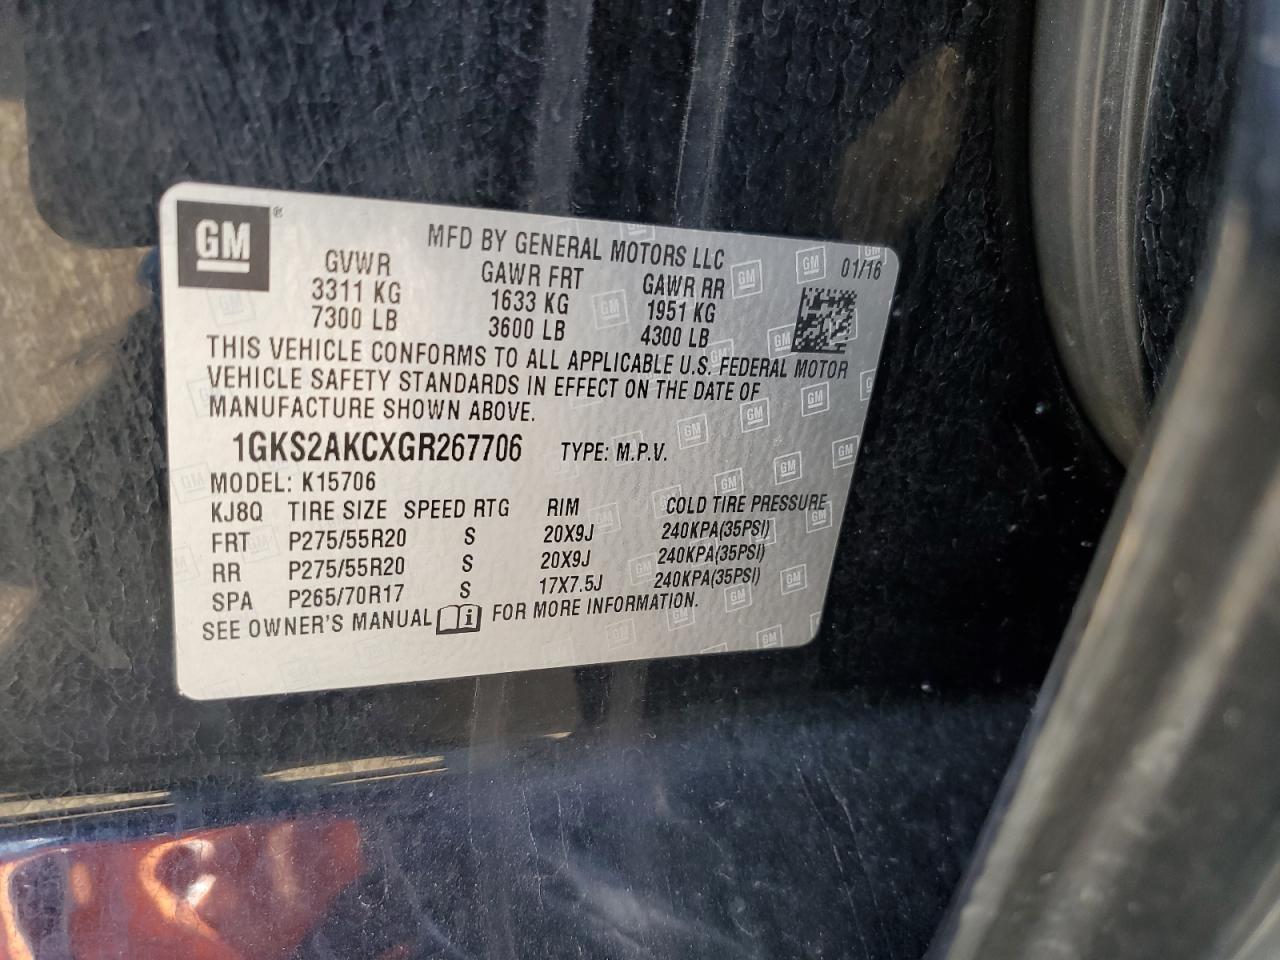 GM ®
MFD BY GENERAL MOTORS LLC
01/16
GVWR GAWR FRT GAWR RR
3311 KG 1633 KG 1951 KG
7300 LB 3600 LB 4300 LB
THIS VEHICLE CONFORMS TO ALL APPLICABLE U.S. FEDERAL MOTOR
VEHICLE SAFETY STANDARDS IN EFFECT ON THE DATE OF
MANUFACTURE SHOWN ABOVE.
1GKS2AKCXGR267706 TYPE: M.P.V.
MODEL: K15706
KJ8Q TIRE SIZE SPEED RTG RIM COLD TIRE PRESSURE
FRT P275/55R20 S 20X9J 240KPA(35PSI)
RR P275/55R20 S 20X9J 240KPA(35PSI)
SPA P265/70R17 S 17X7.5J 240KPA(35PSI)
SEE OWNER'S MANUAL i FOR MORE INFORMATION.